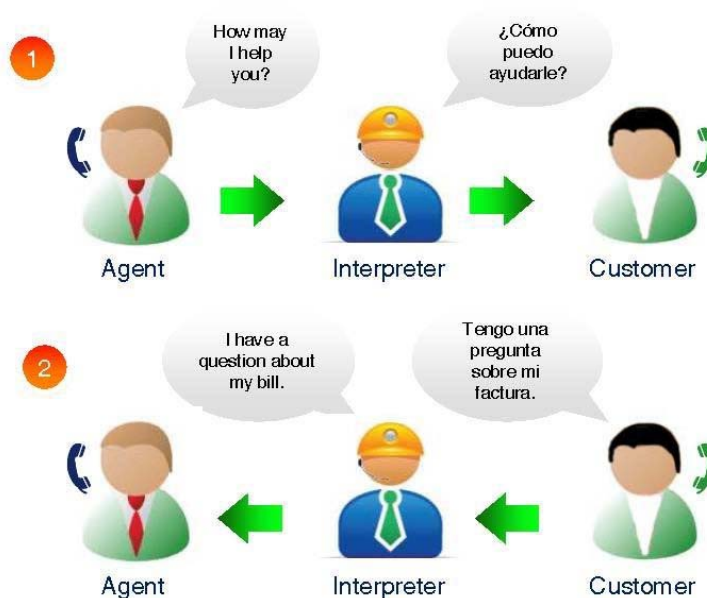 1
How may
I help
you?
¿Cómo
puedo
ayudarle?
Agent
Interpreter
Customer
2
I have a
question about
my bill.
Tengo una
pregunta
sobre mi
factura.
Agent
Interpreter
Customer